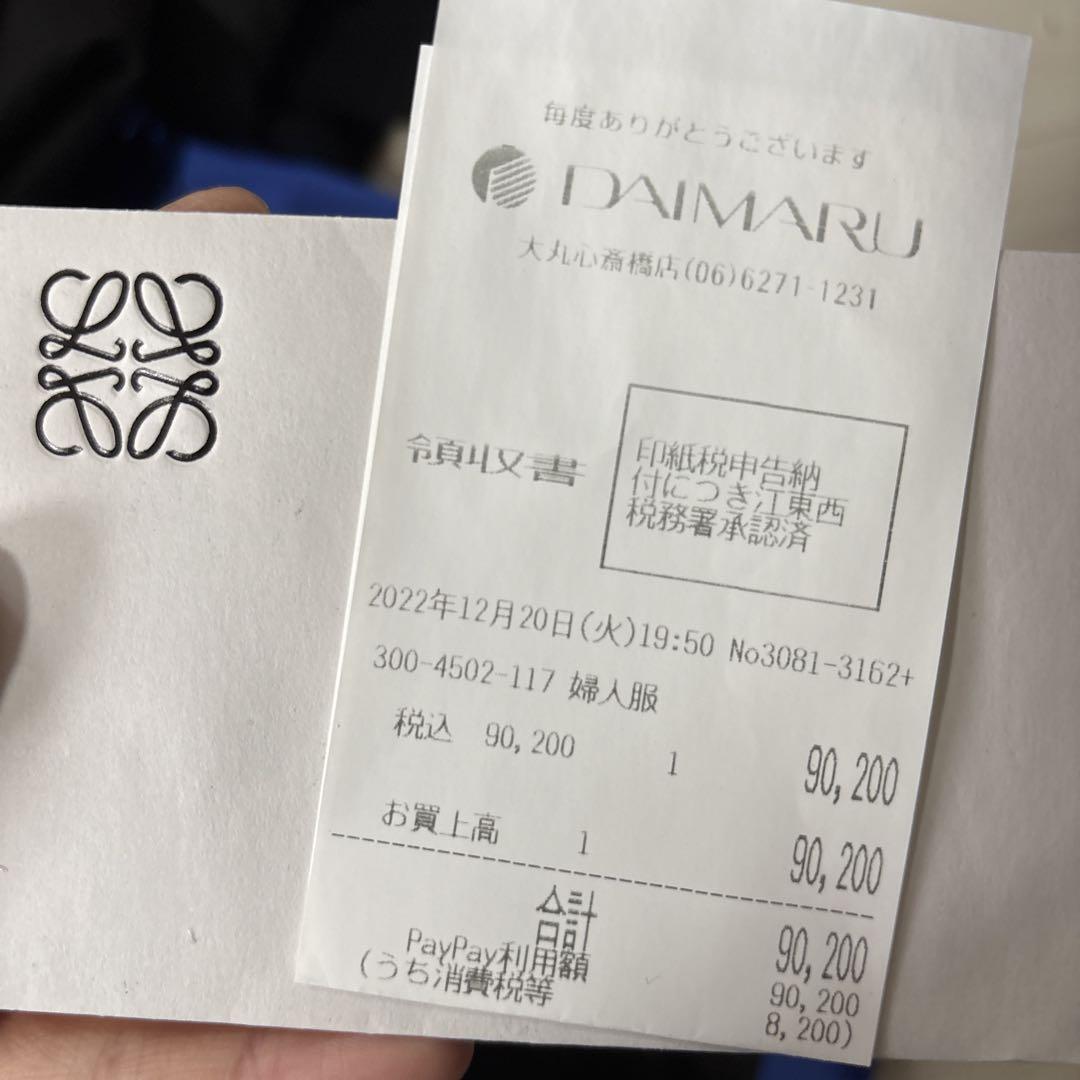 毎度ありがとうございます
DAIMARU
大丸心斎橋店(06)6271-1231
領収書
印紙税申告納
付につき江東西
税務署承認済
2022年12月20日(火)19:50 No3081-3162+
300-4502-117 婦人服
税込 90,200 1 90,200
お買上高 1 90,200
合計 90,200
PayPay利用額 90,200
(うち消費税等 8,200)